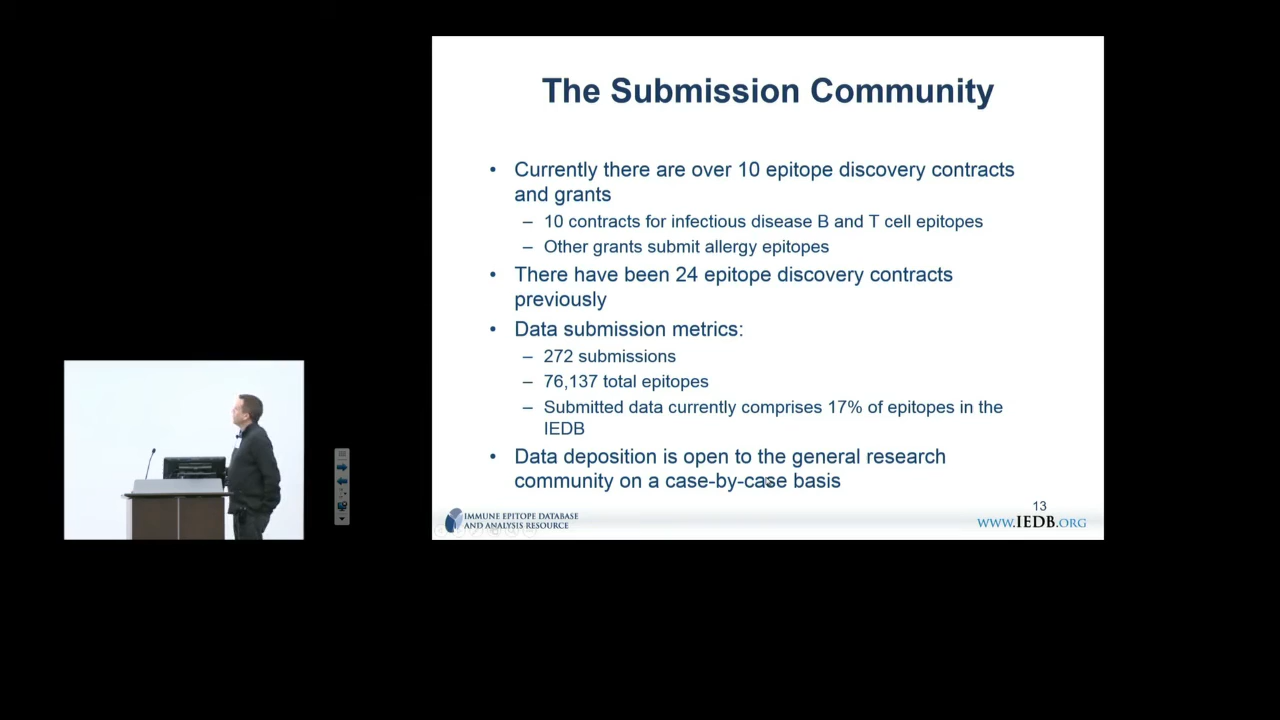 The Submission Community
• Currently there are over 10 epitope discovery contracts
and grants
– 10 contracts for infectious disease B and T cell epitopes
– Other grants submit allergy epitopes
• There have been 24 epitope discovery contracts
previously
• Data submission metrics:
– 272 submissions
– 76,137 total epitopes
– Submitted data currently comprises 17% of epitopes in the
IEDB
• Data deposition is open to the general research
community on a case-by-case basis
IMMUNE EPITOPE DATABASE
AND ANALYSIS RESOURCE
13
WWW.IEDB.ORG